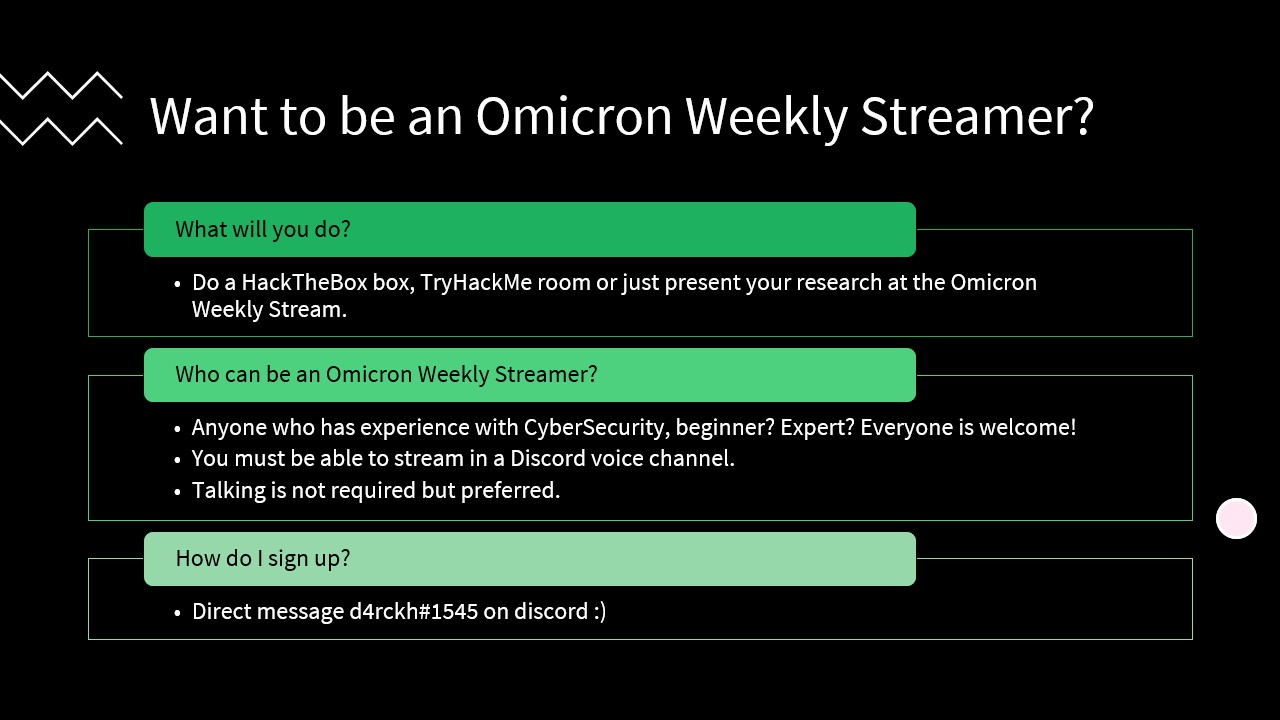 Want to be an Omicron Weekly Streamer?
What will you do?
• Do a HackTheBox box, TryHackMe room or just present your research at the Omicron
Weekly Stream.
Who can be an Omicron Weekly Streamer?
• Anyone who has experience with CyberSecurity, beginner? Expert? Everyone is welcome!
• You must be able to stream in a Discord voice channel.
• Talking is not required but preferred.
How do I sign up?
• Direct message d4rckh#1545 on discord :)